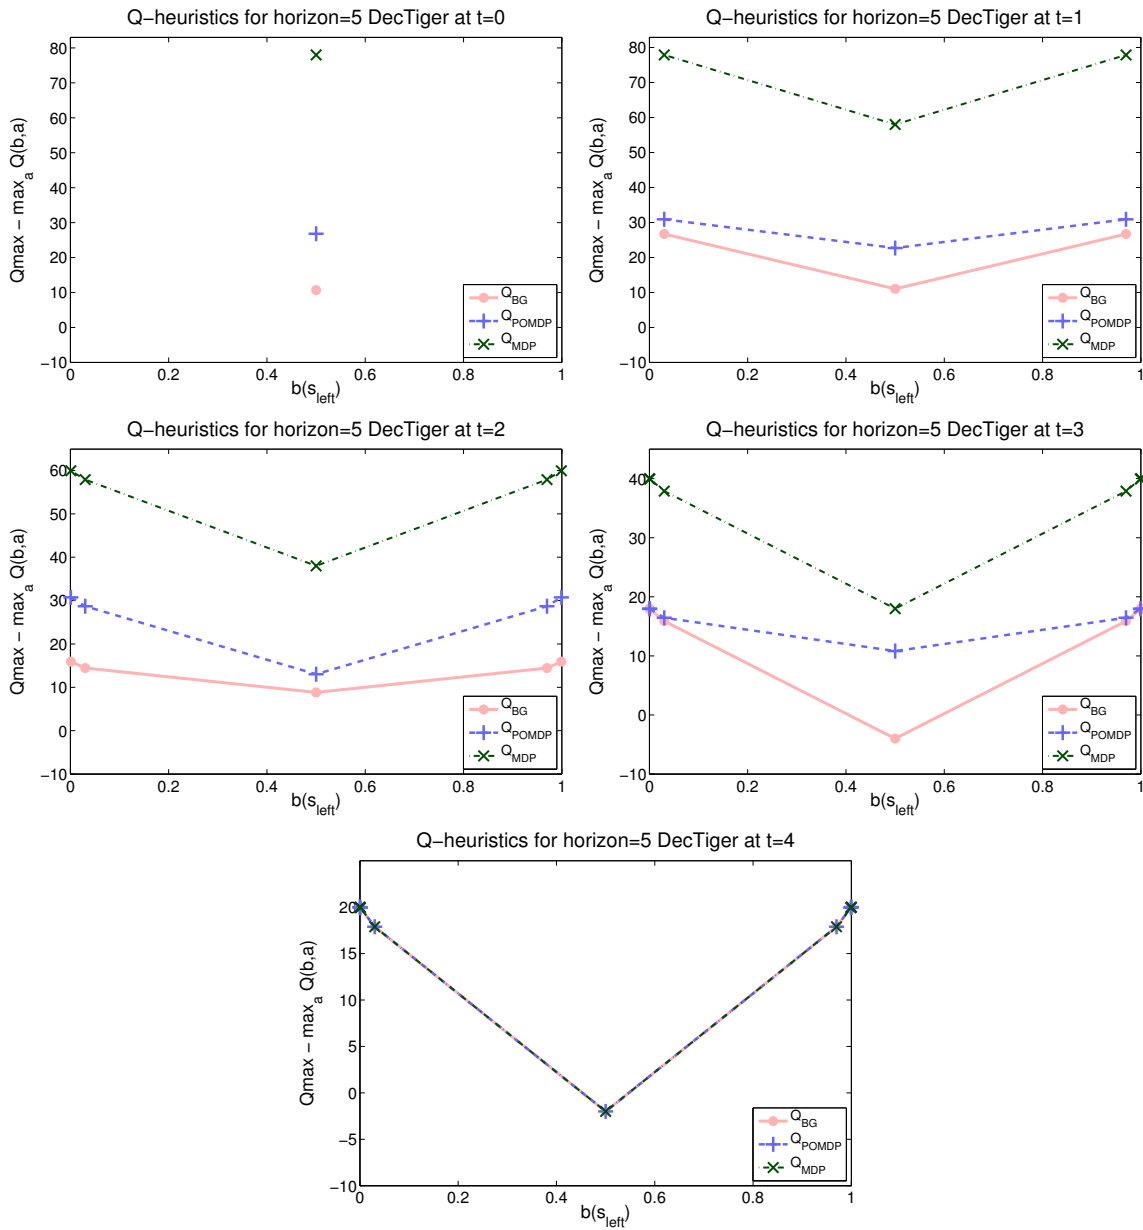 Q−heuristics for horizon=5 DecTiger at t=0
80
70
60
50
40
30
20
10
0
−10
0
0.2
0.4
0.6
0.8
1
Qmax − max_a Q(b,a)
b(s_left)
Q_BG
Q_POMDP
Q_MDP
Q−heuristics for horizon=5 DecTiger at t=1
80
70
60
50
40
30
20
10
0
−10
0
0.2
0.4
0.6
0.8
1
Qmax − max_a Q(b,a)
b(s_left)
Q_BG
Q_POMDP
Q_MDP
Q−heuristics for horizon=5 DecTiger at t=2
60
50
40
30
20
10
0
−10
0
0.2
0.4
0.6
0.8
1
Qmax − max_a Q(b,a)
b(s_left)
Q_BG
Q_POMDP
Q_MDP
Q−heuristics for horizon=5 DecTiger at t=3
40
30
20
10
0
−10
0
0.2
0.4
0.6
0.8
1
Qmax − max_a Q(b,a)
b(s_left)
Q_BG
Q_POMDP
Q_MDP
Q−heuristics for horizon=5 DecTiger at t=4
20
15
10
5
0
−5
−10
0
0.2
0.4
0.6
0.8
1
Qmax − max_a Q(b,a)
b(s_left)
Q_BG
Q_POMDP
Q_MDP